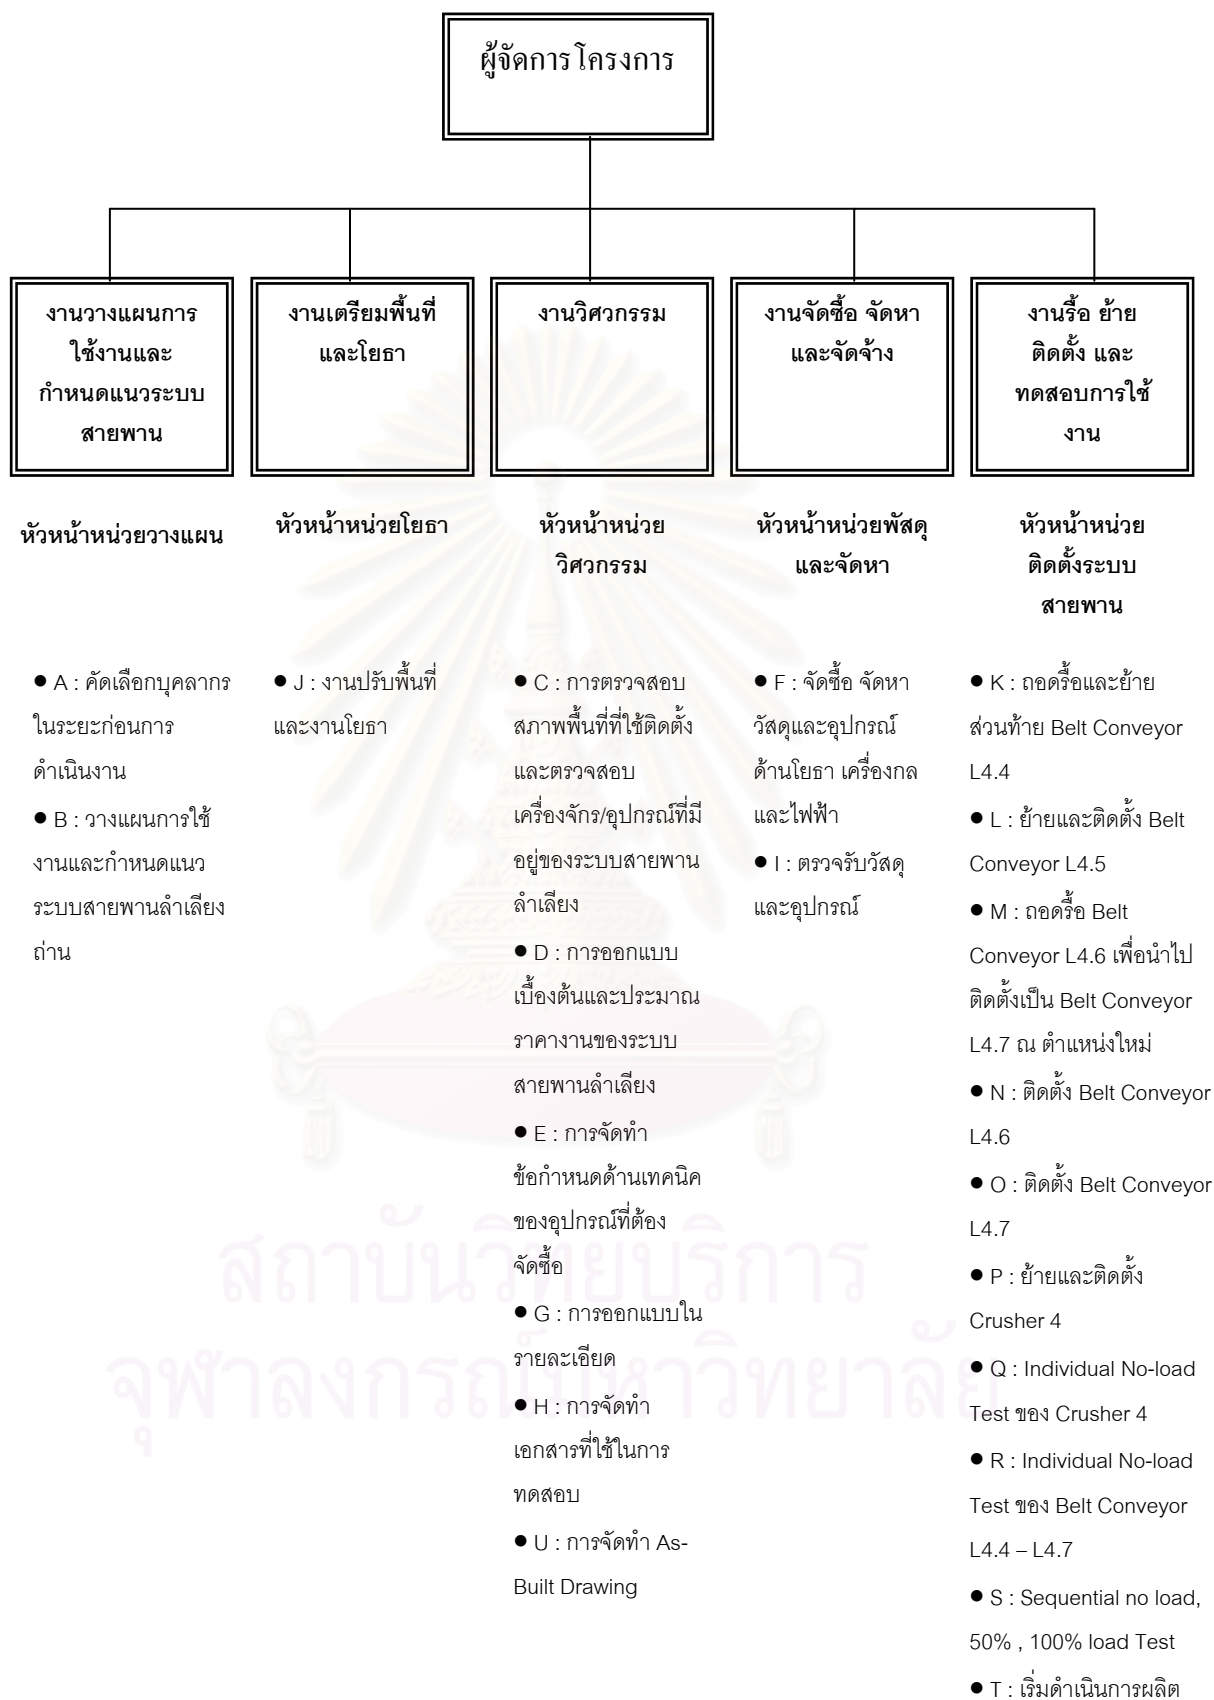 ผู้จัดการโครงการ
งานวางแผนการ
ใช้งานและ
กำหนดแนวระบบ
สายพาน
งานเตรียมพื้นที่
และโยธา
งานวิศวกรรม
งานจัดซื้อ จัดหา
และจัดจ้าง
งานรื้อ ย้าย
ติดตั้ง และ
ทดสอบการใช้
งาน
หัวหน้าหน่วยวางแผน
หัวหน้าหน่วยโยธา
หัวหน้าหน่วย
วิศวกรรม
หัวหน้าหน่วยพัสดุ
และจัดหา
หัวหน้าหน่วย
ติดตั้งระบบ
สายพาน
● A : คัดเลือกบุคลากร
ในระยะก่อนการ
ดำเนินงาน
● B : วางแผนการใช้
งานและกำหนดแนว
ระบบสายพานลำเลียง
ถ่าน
● J : งานปรับพื้นที่
และงานโยธา
● C : การตรวจสอบ
สภาพพื้นที่ที่ใช้ติดตั้ง
และตรวจสอบ
เครื่องจักร/อุปกรณ์ที่มี
อยู่ของระบบสายพาน
ลำเลียง
● D : การออกแบบ
เบื้องต้นและประมาณ
ราคางานของระบบ
สายพานลำเลียง
● E : การจัดทำ
ข้อกำหนดด้านเทคนิค
ของอุปกรณ์ที่ต้อง
จัดซื้อ
● G : การออกแบบใน
รายละเอียด
● H : การจัดทำ
เอกสารที่ใช้ในการ
ทดสอบ
● U : การจัดทำ As-
Built Drawing
● F : จัดซื้อ จัดหา
วัสดุและอุปกรณ์
ด้านโยธา เครื่องกล
และไฟฟ้า
● I : ตรวจรับวัสดุ
และอุปกรณ์
● K : ถอดรื้อและย้าย
ส่วนท้าย Belt Conveyor
L4.4
● L : ย้ายและติดตั้ง Belt
Conveyor L4.5
● M : ถอดรื้อ Belt
Conveyor L4.6 เพื่อนำไป
ติดตั้งเป็น Belt Conveyor
L4.7 ณ ตำแหน่งใหม่
● N : ติดตั้ง Belt Conveyor
L4.6
● O : ติดตั้ง Belt Conveyor
L4.7
● P : ย้ายและติดตั้ง
Crusher 4
● Q : Individual No-load
Test ของ Crusher 4
● R : Individual No-load
Test ของ Belt Conveyor
L4.4 – L4.7
● S : Sequential no load,
50% , 100% load Test
● T : เริ่มดำเนินการผลิต
สถาบันวิทยบริการ
จุฬาลงกรณ์มหาวิทยาลัย